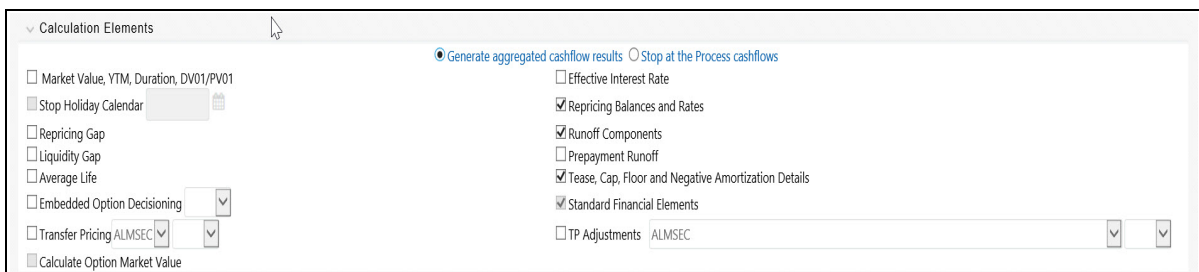 Calculation Elements
Generate aggregated cashflow results Stop at the Process cashflows
Market Value, YTM, Duration, DV01/PV01
Effective Interest Rate
Stop Holiday Calendar
Repricing Balances and Rates
Repricing Gap
Runoff Components
Liquidity Gap
Prepayment Runoff
Average Life
Tease, Cap, Floor and Negative Amortization Details
Embedded Option Decisioning
Standard Financial Elements
Transfer Pricing ALMSEC
TP Adjustments ALMSEC
Calculate Option Market Value